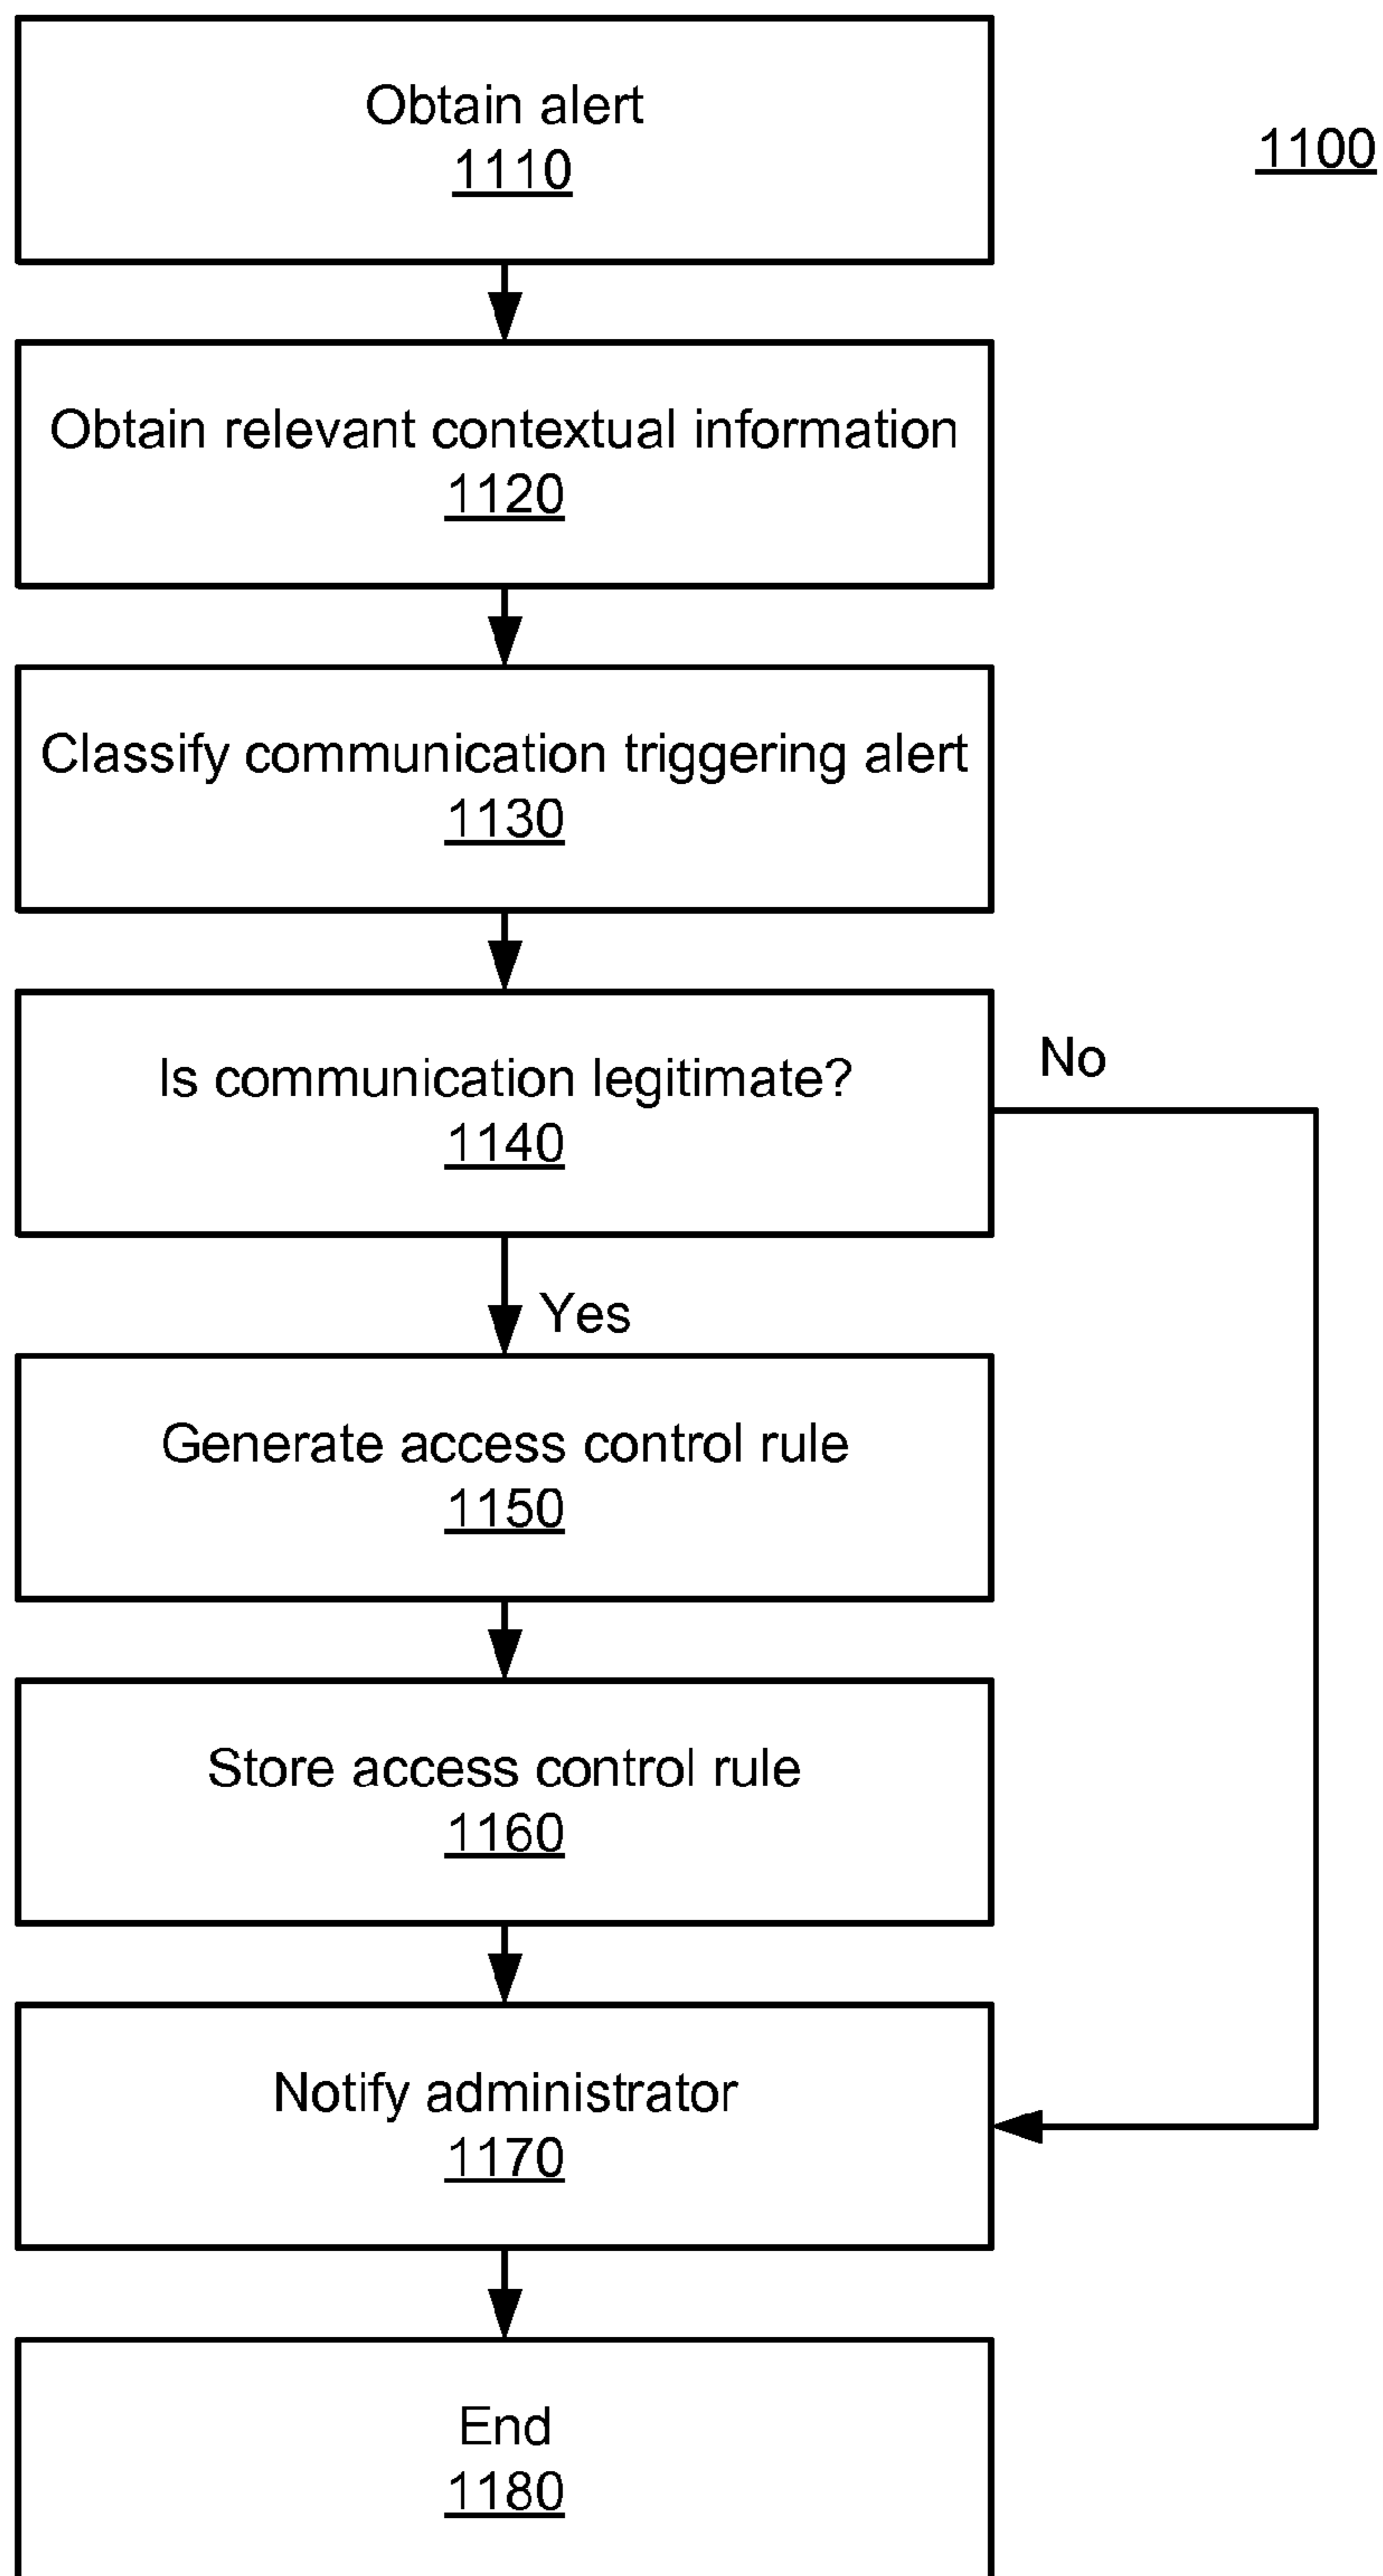 Obtain alert
1110
1100
Obtain relevant contextual information
1120
Classify communication triggering alert
1130
Is communication legitimate?
1140
No
Yes
Generate access control rule
1150
Store access control rule
1160
Notify administrator
1170
End
1180